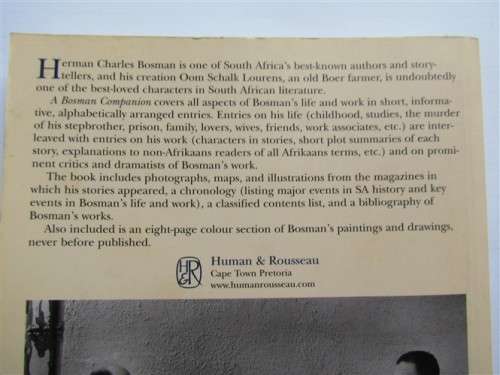 Herman Charles Bosman is one of South Africa's best-known authors and story-
tellers, and his creation Oom Schalk Lourens, an old Boer farmer, is undoubtedly
one of the best-loved characters in South African literature.
A Bosman Companion covers all aspects of Bosman's life and work in short, informa-
tive, alphabetically arranged entries. Entries on his life (childhood, studies, the murder
of his stepbrother, prison, family, lovers, wives, friends, work associates, etc.) are inter-
leaved with entries on his work (characters in stories, short plot summaries of each
story, explanations to non-Afrikaans readers of all Afrikaans terms, etc.) and on promi-
nent critics and dramatists of Bosman's work.
The book includes photographs, maps, and illustrations from the magazines in
which his stories appeared, a chronology (listing major events in SA history and key
events in Bosman's life and work), a classified contents list, and a bibliography of
Bosman's works.
Also included is an eight-page colour section of Bosman's paintings and drawings,
never before published.
H&R
Human & Rousseau
Cape Town Pretoria
www.humanrousseau.com